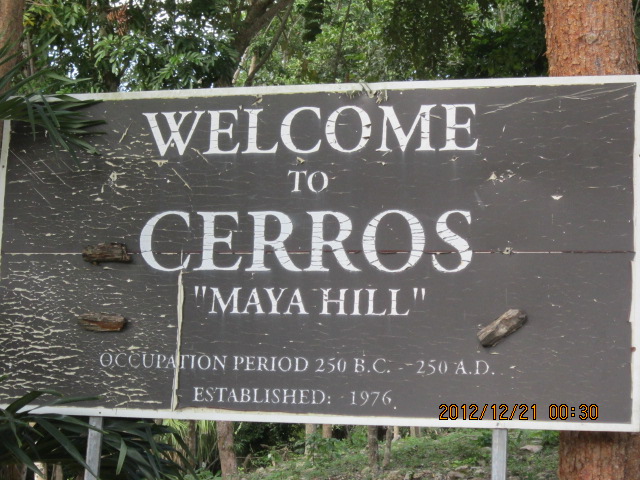 WELCOME
TO
CERROS
"MAYA HILL"
OCCUPATION PERIOD 250 B.C. - 250 A.D.
ESTABLISHED: 1976.
2012/12/21 00:30